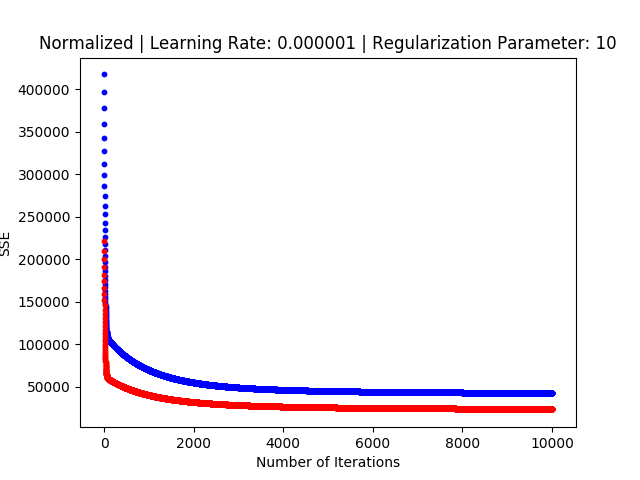 Normalized | Learning Rate: 0.000001 | Regularization Parameter: 10
400000
350000
300000
250000
200000
150000
100000
50000
SSE
0 2000 4000 6000 8000 10000
Number of Iterations